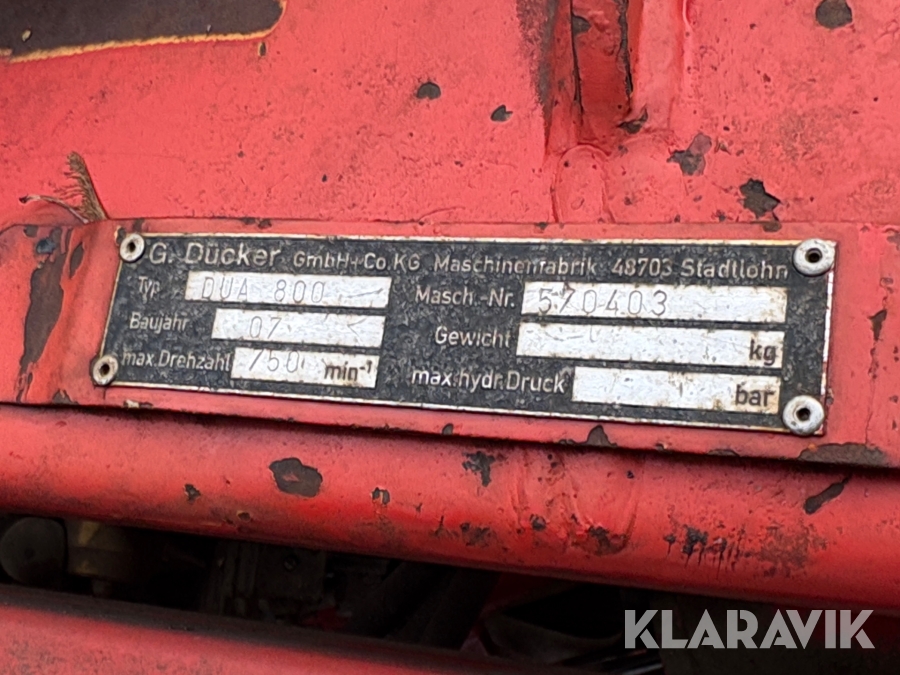 G. Dücker GmbH+Co.KG Maschinenfabrik 48703 Stadtlohn
Typ DUA 800 Masch.-Nr. 570403
Baujahr 07 Gewicht kg
max.Drehzahl 750 min⁻¹ max.hydr.Druck bar
KLARAVIK